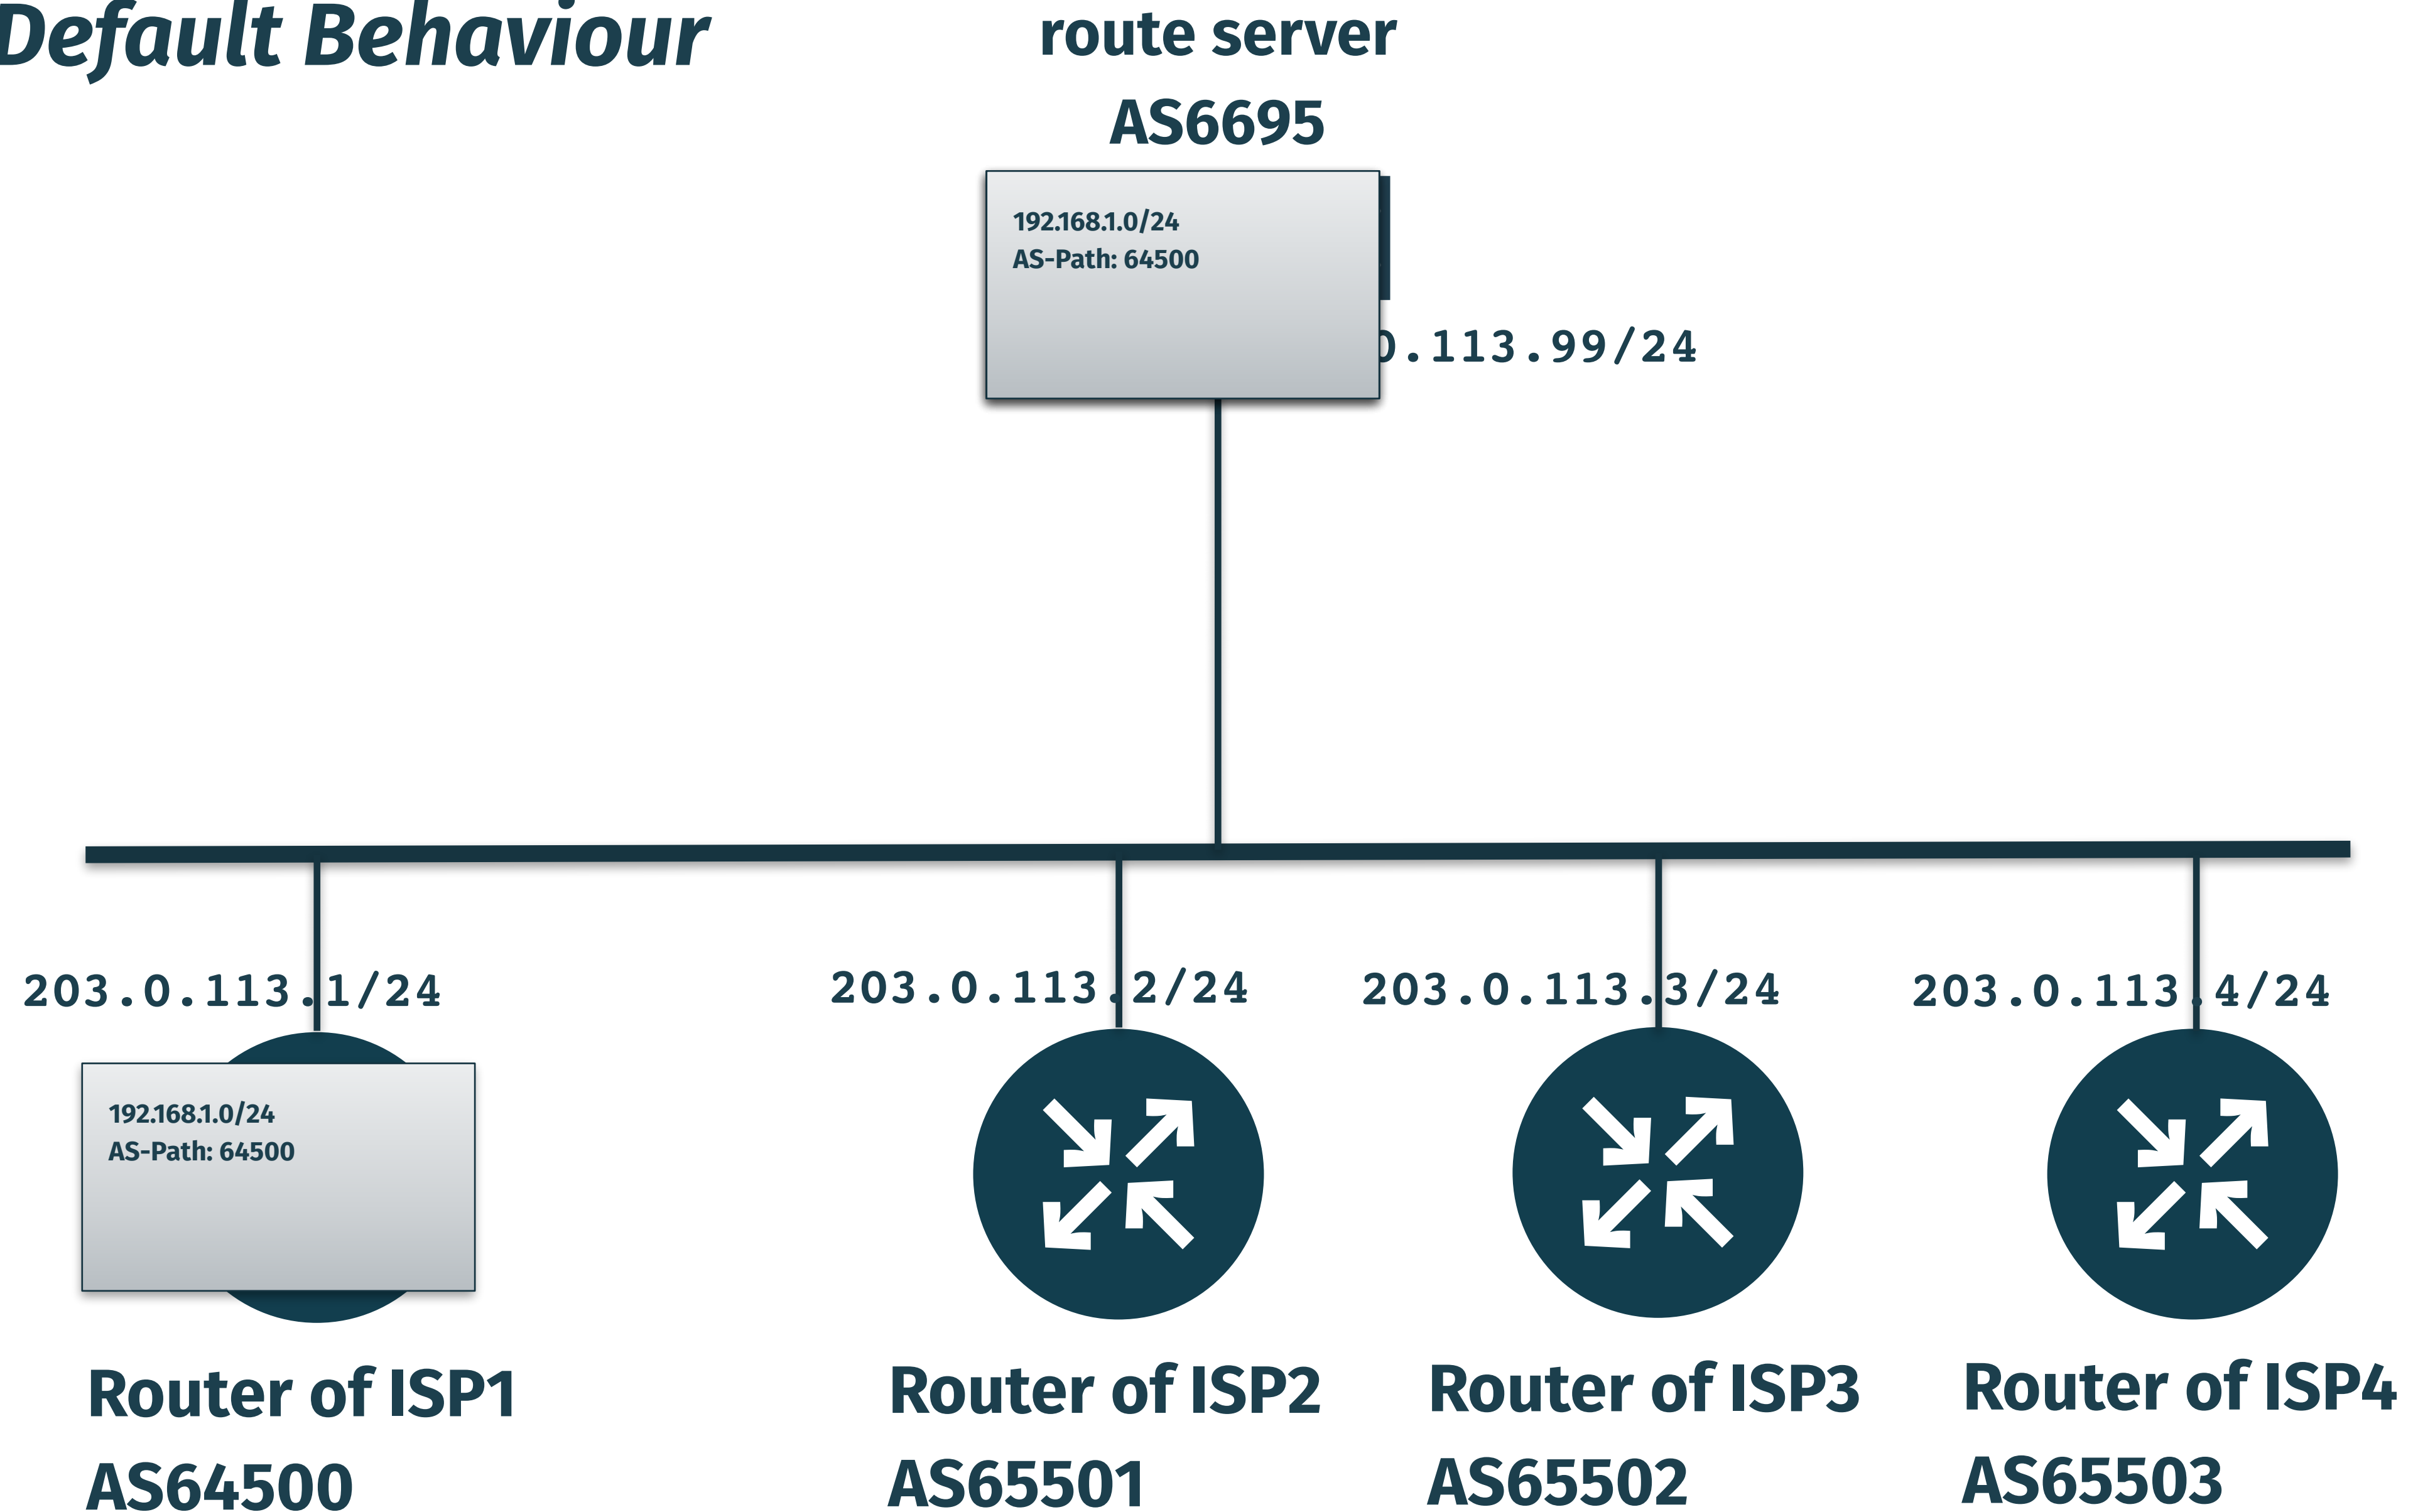 Default Behaviour
route server
AS6695
192.168.1.0/24
AS-Path: 64500
0.113.99/24
203.0.113.1/24
203.0.113.2/24
203.0.113.3/24
203.0.113.4/24
192.168.1.0/24
AS-Path: 64500
Router of ISP1
AS64500
Router of ISP2
AS65501
Router of ISP3
AS65502
Router of ISP4
AS65503